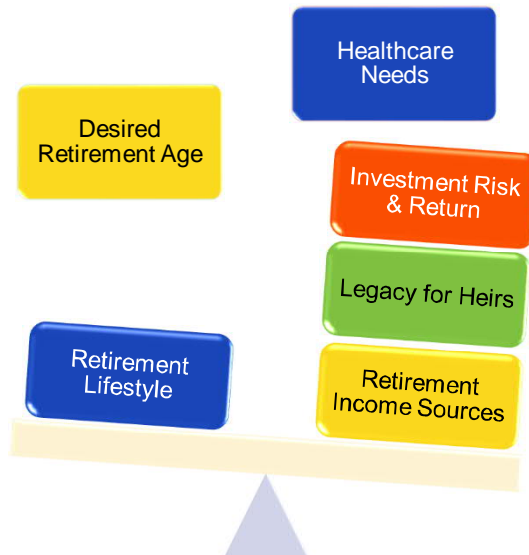 Healthcare
Needs
Desired
Retirement Age
Investment Risk
& Return
Legacy for Heirs
Retirement
Lifestyle
Retirement
Income Sources